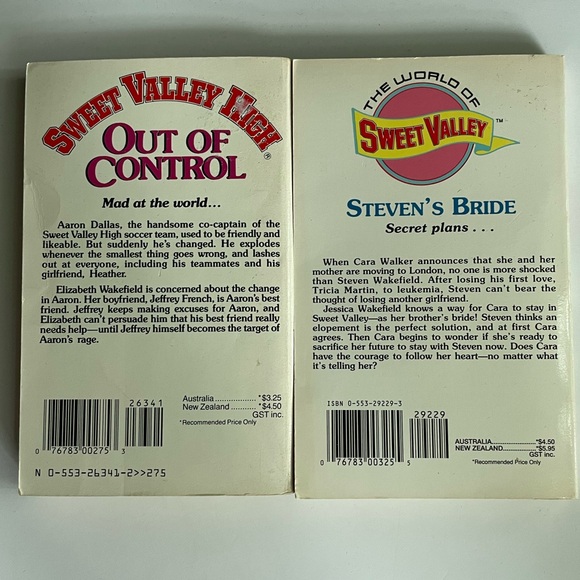 SWEET VALLEY HIGH®
OUT OF
CONTROL
Mad at the world...
Aaron Dallas, the handsome co-captain of the
Sweet Valley High soccer team, used to be friendly and
likeable. But suddenly he's changed. He explodes
whenever the smallest thing goes wrong, and lashes
out at everyone, including his teammates and his
girlfriend, Heather.
Elizabeth Wakefield is concerned about the change
in Aaron. Her boyfriend, Jeffrey French, is Aaron's best
friend. Jeffrey keeps making excuses for Aaron, and
Elizabeth can't persuade him that his best friend really
needs help—until Jeffrey himself becomes the target of
Aaron's rage.
26341
0 76783 00275 3
Australia ............... *$3.25
New Zealand .......... *$4.50
GST inc.
*Recommended Price Only
N 0-553-26341-2>>275
THE WORLD OF
SWEET VALLEY™
STEVEN'S BRIDE
Secret plans . . .
When Cara Walker announces that she and her
mother are moving to London, no one is more shocked
than Steven Wakefield. After losing his first love,
Tricia Martin, to leukemia, Steven can't bear the
thought of losing another girlfriend.
Jessica Wakefield knows a way for Cara to stay in
Sweet Valley—as her brother's bride! Steven thinks an
elopement is the perfect solution, and at first Cara
agrees. Then Cara begins to wonder if she's ready to
sacrifice her future to stay with Steven now. Does Cara
have the courage to follow her heart—no matter what
it's telling her?
ISBN 0-553-29229-3
29229
0 76783 00325 5
AUSTRALIA....................*$4.50
NEW ZEALAND..............*$5.95
GST inc.
*Recommended Price Only